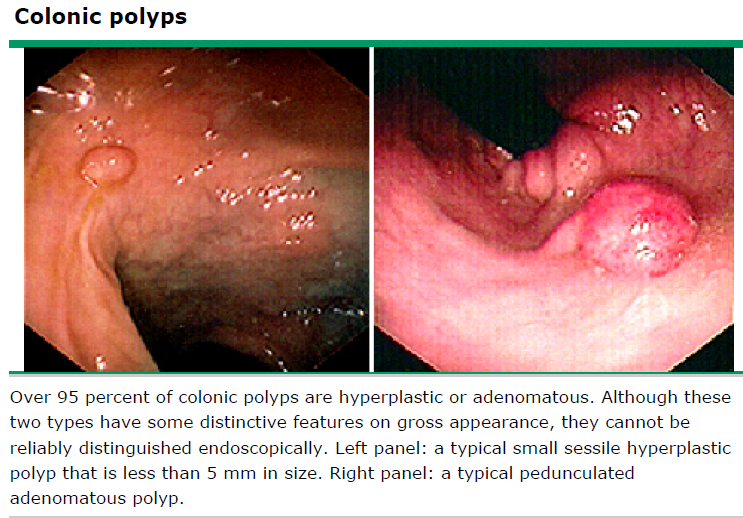 Colonic polyps
Over 95 percent of colonic polyps are hyperplastic or adenomatous. Although these
two types have some distinctive features on gross appearance, they cannot be
reliably distinguished endoscopically. Left panel: a typical small sessile hyperplastic
polyp that is less than 5 mm in size. Right panel: a typical pedunculated
adenomatous polyp.